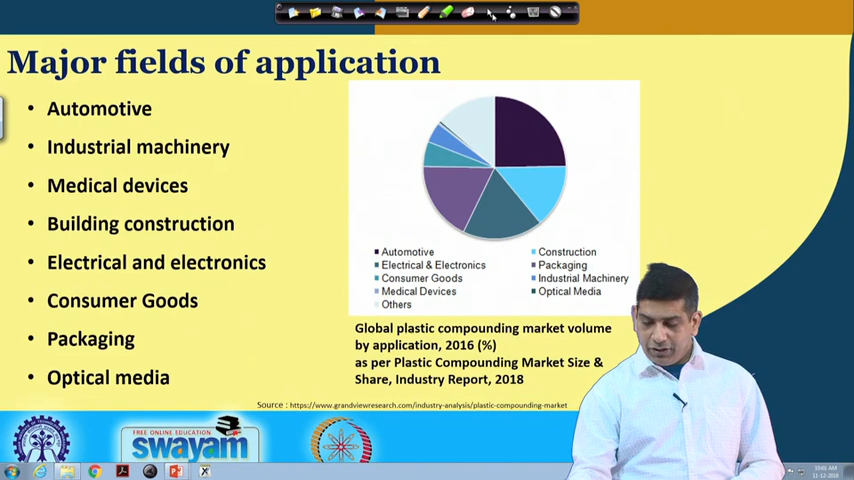 Major fields of application
• Automotive
• Industrial machinery
• Medical devices
• Building construction
• Electrical and electronics
• Consumer Goods
• Packaging
• Optical media
Automotive
Construction
Electrical & Electronics
Packaging
Consumer Goods
Industrial Machinery
Medical Devices
Optical Media
Others
Global plastic compounding market volume
by application, 2016 (%)
as per Plastic Compounding Market Size &
Share, Industry Report, 2018
Source : https://www.grandviewresearch.com/industry-analysis/plastic-compounding-market
FREE ONLINE EDUCATION
swayam